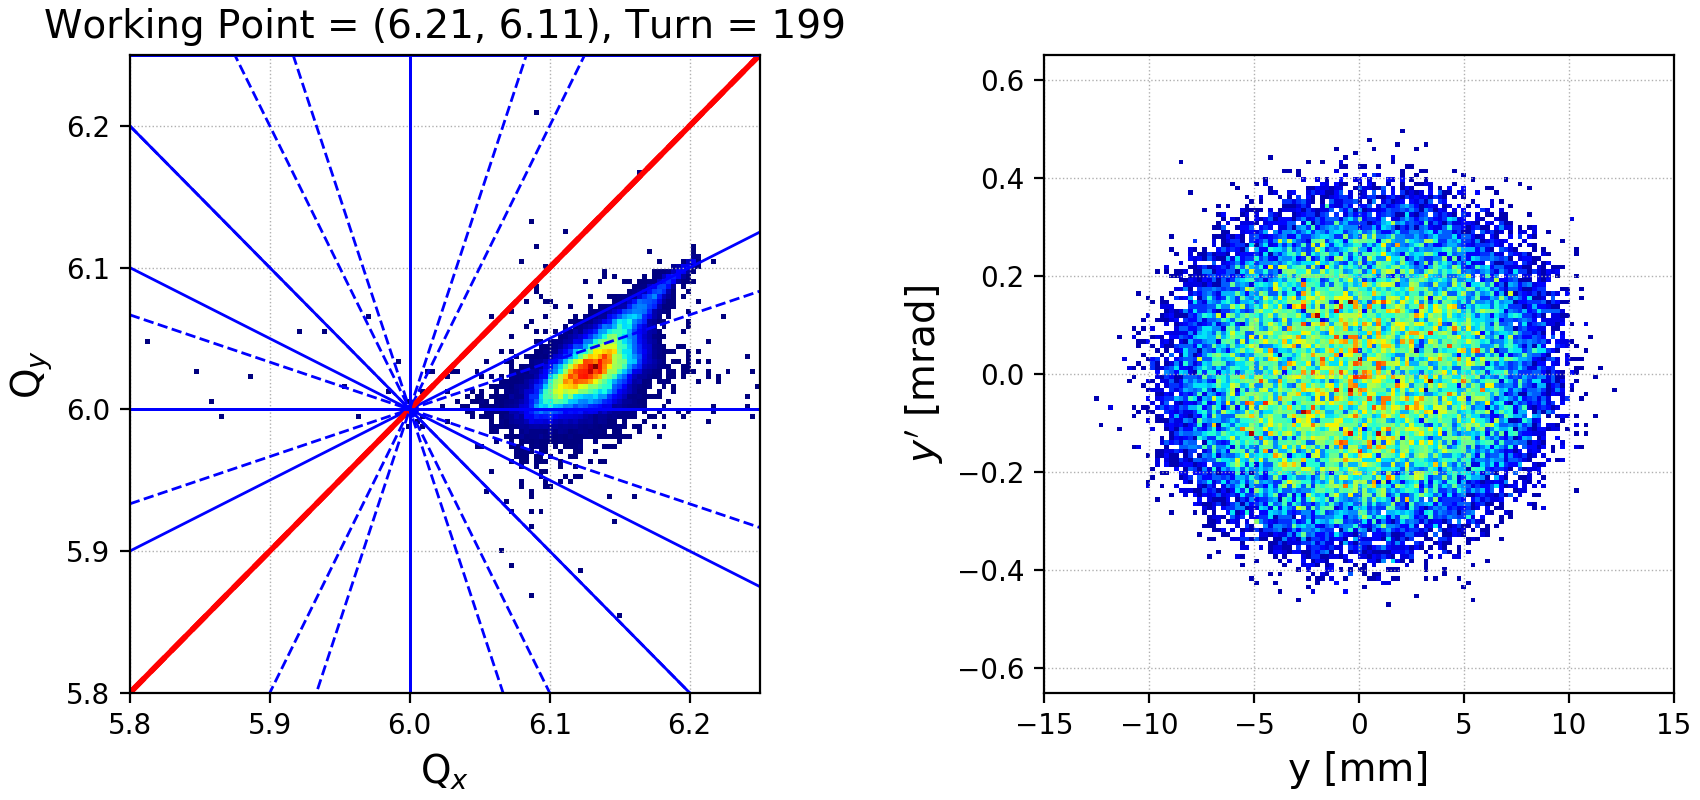 Working Point = (6.21, 6.11), Turn = 199
6.2
6.1
6.0
5.9
5.8
Qy
5.8 5.9 6.0 6.1 6.2
Qx
0.6
0.4
0.2
0.0
−0.2
−0.4
−0.6
y′ [mrad]
−15 −10 −5 0 5 10 15
y [mm]